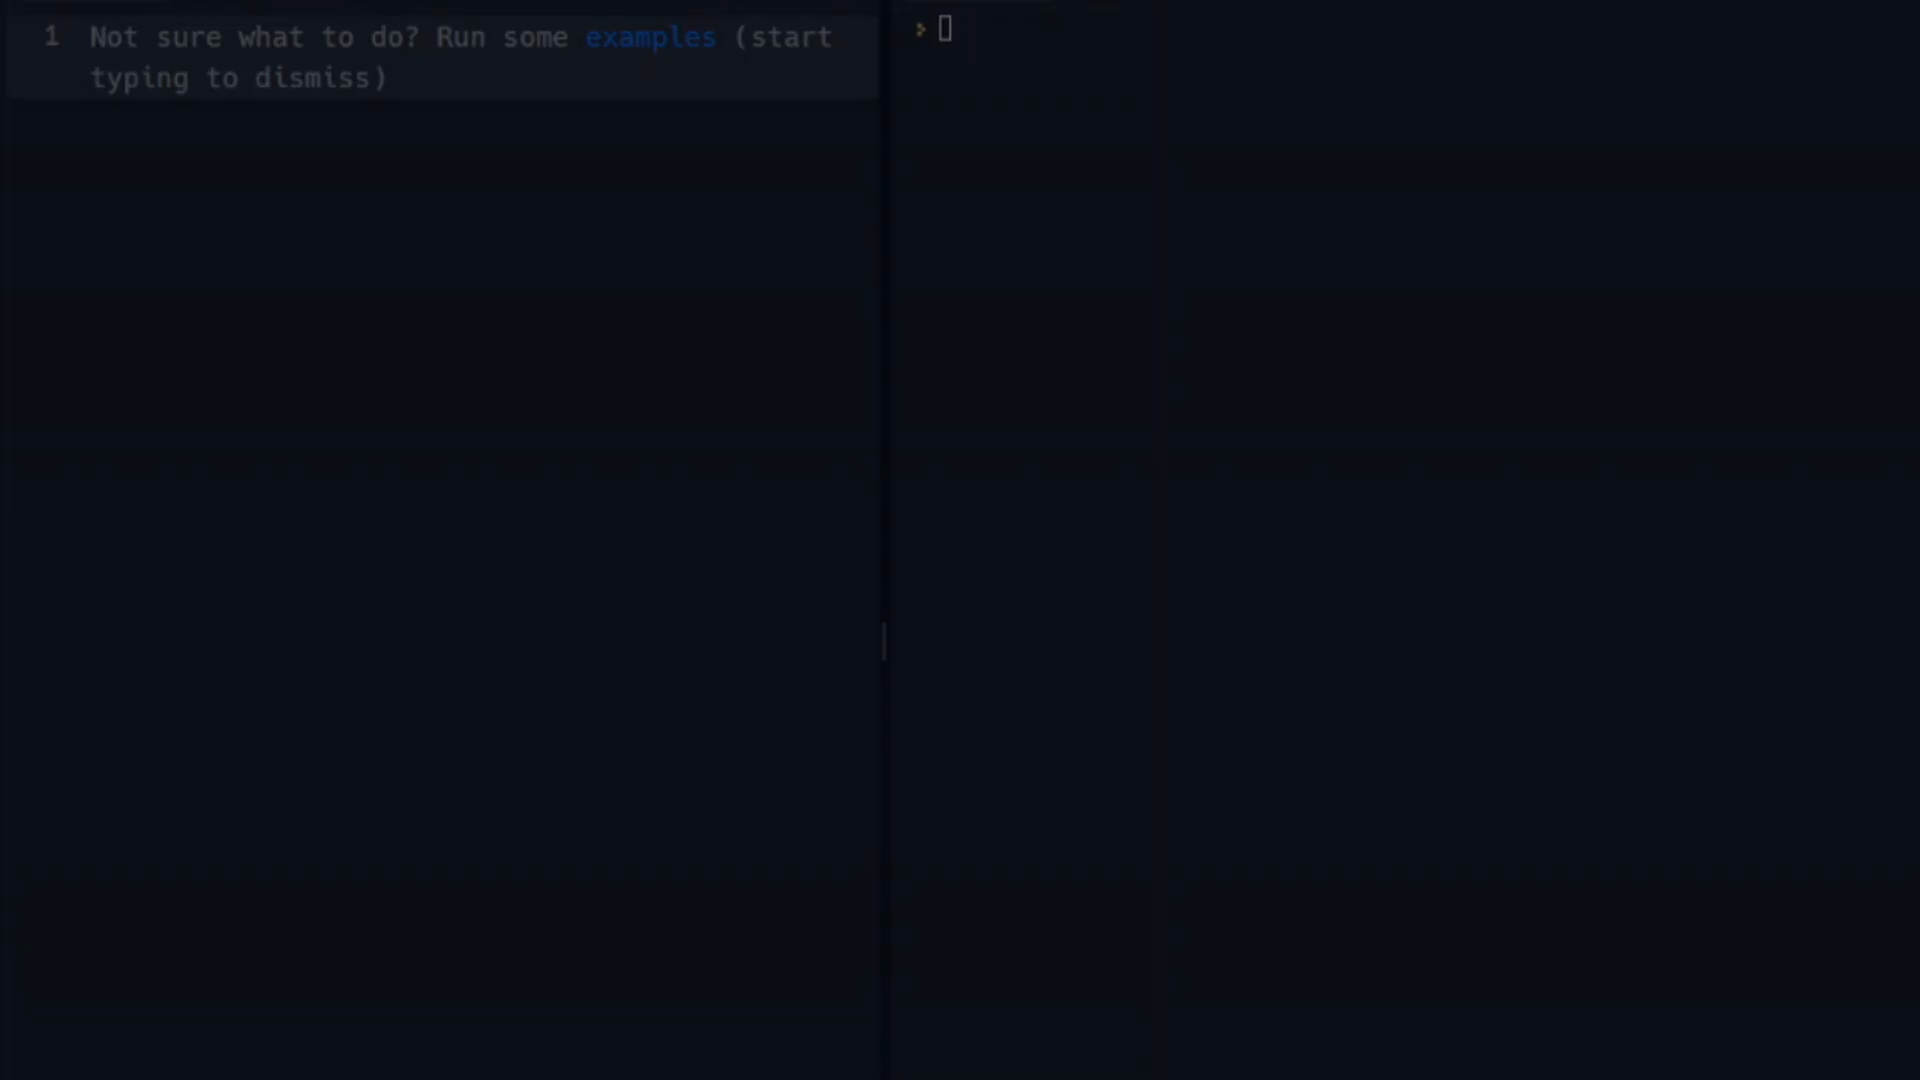 1 Not sure what to do? Run some examples (start
typing to dismiss)
>